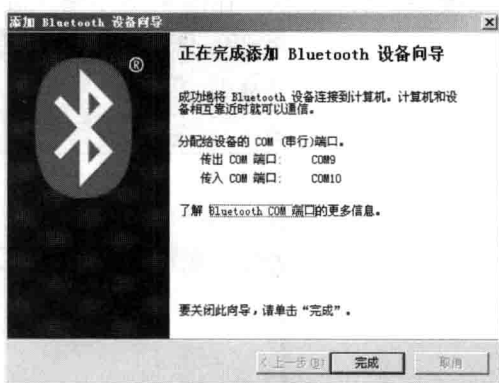 添加 Bluetooth 设备向导
®
正在完成添加 Bluetooth 设备向导
成功地将 Bluetooth 设备连接到计算机。计算机和设
备相互靠近时就可以通信。
分配给设备的 COM (串行)端口。
传出 COM 端口: COM9
传入 COM 端口: COM10
了解 Bluetooth COM 端口的更多信息。
要关闭此向导，请单击“完成”。
< 上一步(B) 完成 取消